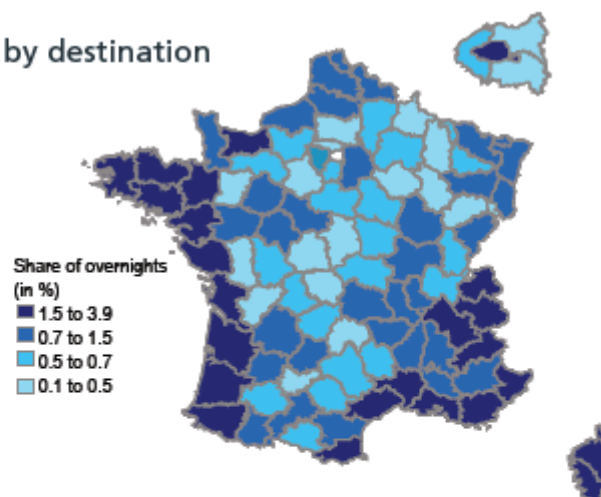 by destination
Share of overnights
(in %)
1.5 to 3.9
0.7 to 1.5
0.5 to 0.7
0.1 to 0.5